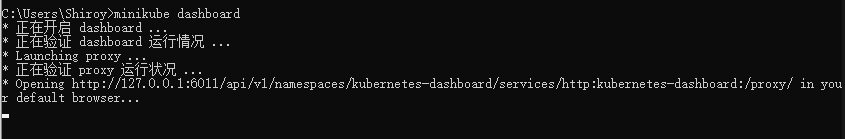 C:\Users\Shiroy>minikube dashboard
* 正在开启 dashboard ...
* 正在验证 dashboard 运行情况 ...
* Launching proxy ...
* 正在验证 proxy 运行状况 ...
* Opening http://127.0.0.1:6011/api/v1/namespaces/kubernetes-dashboard/services/http:kubernetes-dashboard:/proxy/ in you
r default browser...